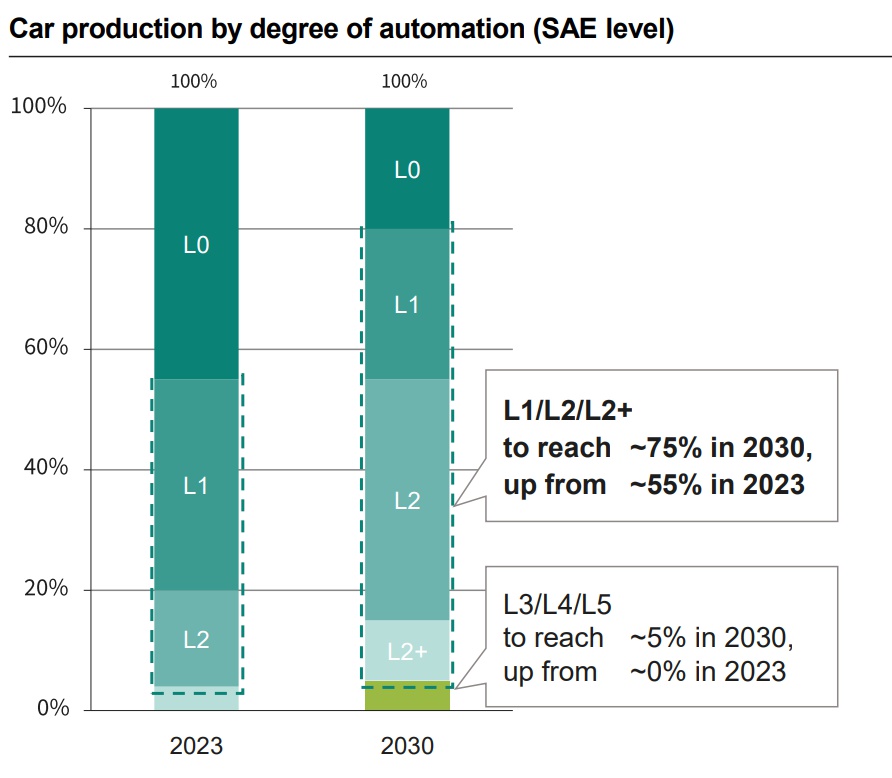 Car production by degree of automation (SAE level)
100% 100%
100%
80%
60%
40%
20%
0%
L0
L1
L2
L0
L1
L2
L2+
L1/L2/L2+
to reach ~75% in 2030,
up from ~55% in 2023
L3/L4/L5
to reach ~5% in 2030,
up from ~0% in 2023
2023 2030